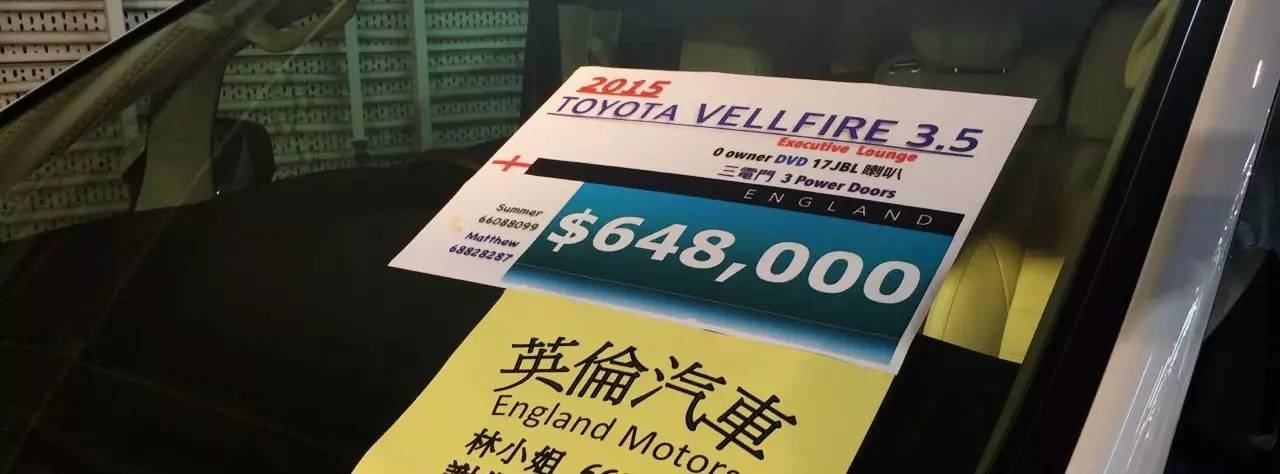 2015
TOYOTA VELLFIRE 3.5
Executive Lounge
0 owner DVD 17JBL 喇叭
三電門 3 Power Doors
ENGLAND
Summer
66088099
Matthew
68828287
$648,000
英倫汽車
England Motors
林小姐